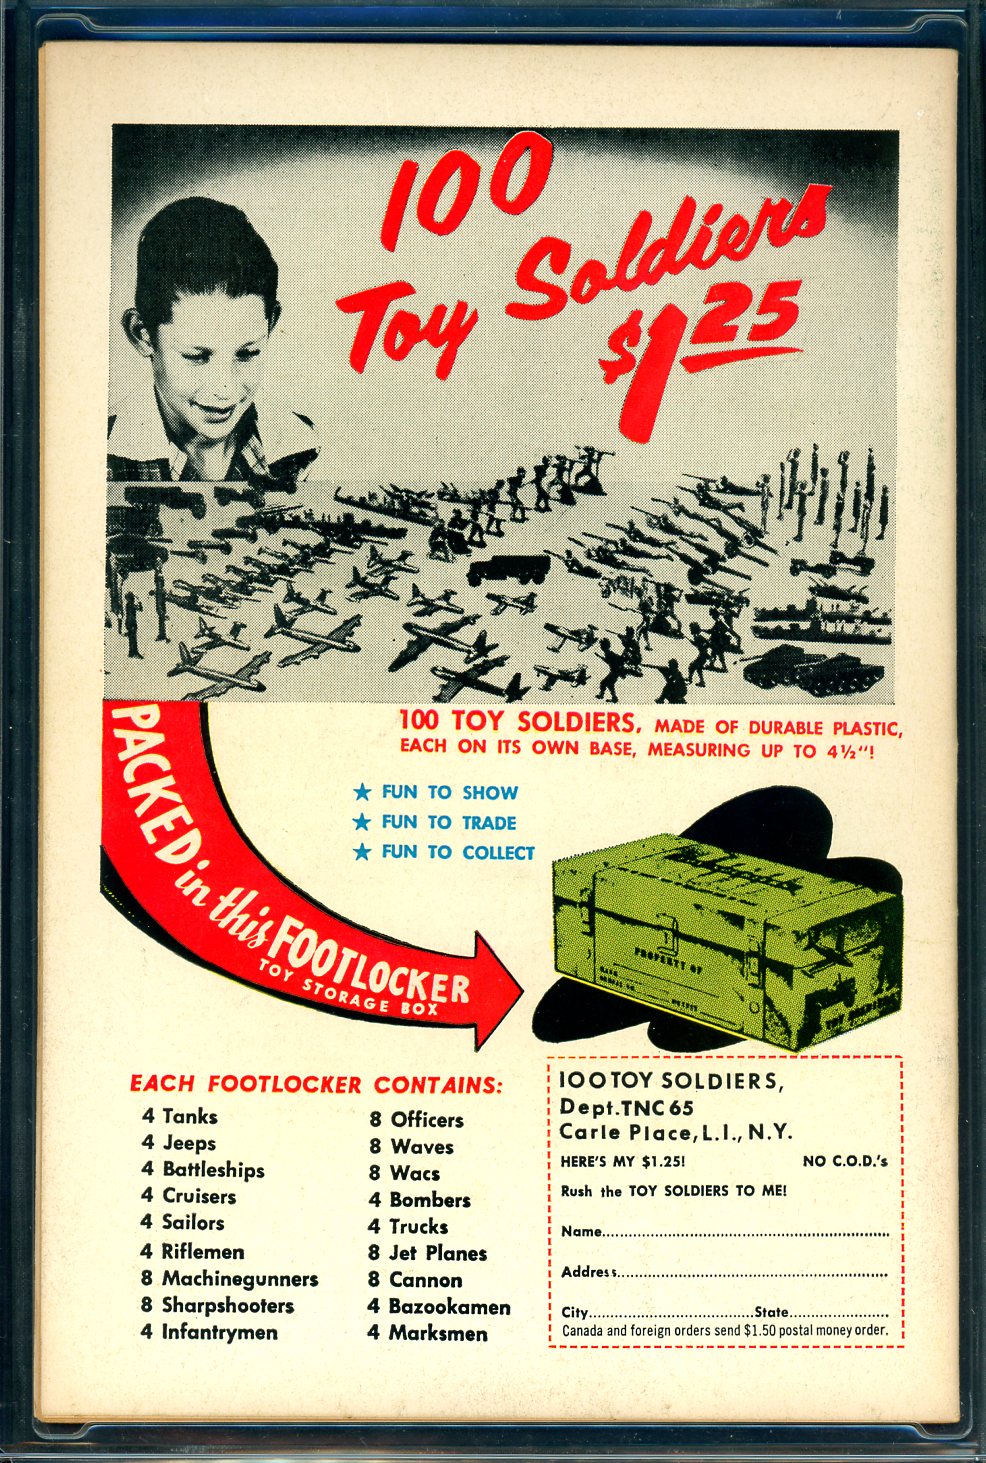 100
Toy Soldiers
$1.25
100 TOY SOLDIERS, MADE OF DURABLE PLASTIC,
EACH ON ITS OWN BASE, MEASURING UP TO 4½"!
★ FUN TO SHOW
★ FUN TO TRADE
★ FUN TO COLLECT
PACKED in this FOOTLOCKER
TOY STORAGE BOX
PROPERTY OF
TOY SOLDIERS
EACH FOOTLOCKER CONTAINS:
4 Tanks
4 Jeeps
4 Battleships
4 Cruisers
4 Sailors
4 Riflemen
8 Machinegunners
8 Sharpshooters
4 Infantrymen
8 Officers
8 Waves
8 Wacs
4 Bombers
4 Trucks
8 Jet Planes
8 Cannon
4 Bazookamen
4 Marksmen
100 TOY SOLDIERS,
Dept. TNC 65
Carle Place, L.I., N.Y.
HERE'S MY $1.25! NO C.O.D.'s
Rush the TOY SOLDIERS TO ME!
Name
Address
City State
Canada and foreign orders send $1.50 postal money order.